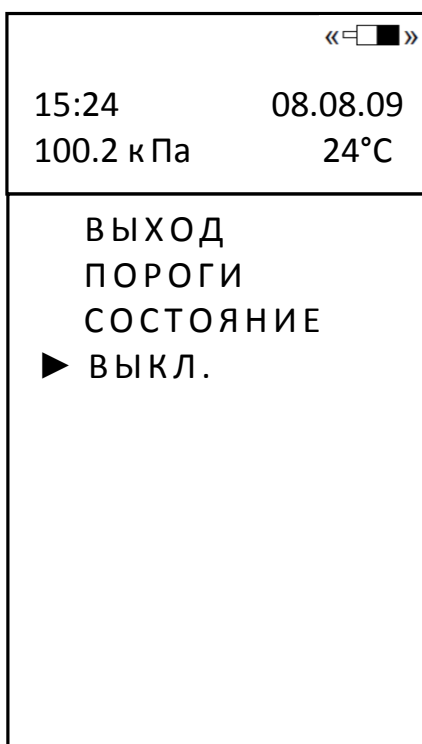 « »
15:24 08.08.09
100.2 кПа 24°С
ВЫХОД
ПОРОГИ
СОСТОЯНИЕ
► ВЫКЛ.